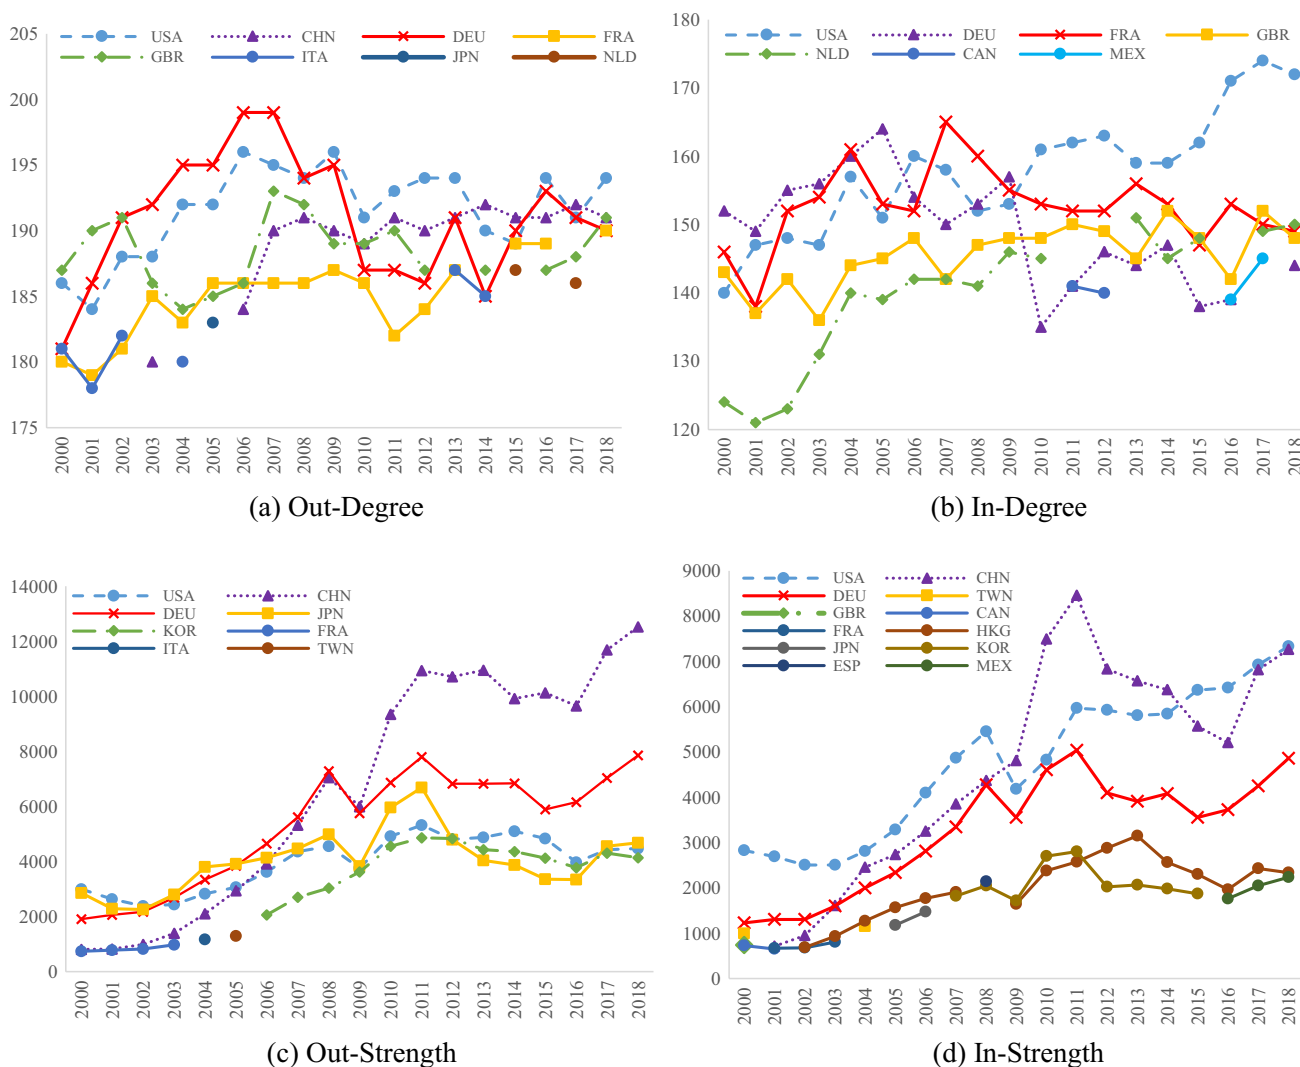 205
200
195
190
185
180
175
USA CHN DEU FRA
GBR ITA JPN NLD
2000 2001 2002 2003 2004 2005 2006 2007 2008 2009 2010 2011 2012 2013 2014 2015 2016 2017 2018
(a) Out-Degree
180
170
160
150
140
130
120
USA DEU FRA GBR
NLD CAN MEX
2000 2001 2002 2003 2004 2005 2006 2007 2008 2009 2010 2011 2012 2013 2014 2015 2016 2017 2018
(b) In-Degree
14000
12000
10000
8000
6000
4000
2000
0
USA CHN
DEU JPN
KOR FRA
ITA TWN
2000 2001 2002 2003 2004 2005 2006 2007 2008 2009 2010 2011 2012 2013 2014 2015 2016 2017 2018
(c) Out-Strength
9000
8000
7000
6000
5000
4000
3000
2000
1000
0
USA CHN
DEU TWN
GBR CAN
FRA HKG
JPN KOR
ESP MEX
2000 2001 2002 2003 2004 2005 2006 2007 2008 2009 2010 2011 2012 2013 2014 2015 2016 2017 2018
(d) In-Strength